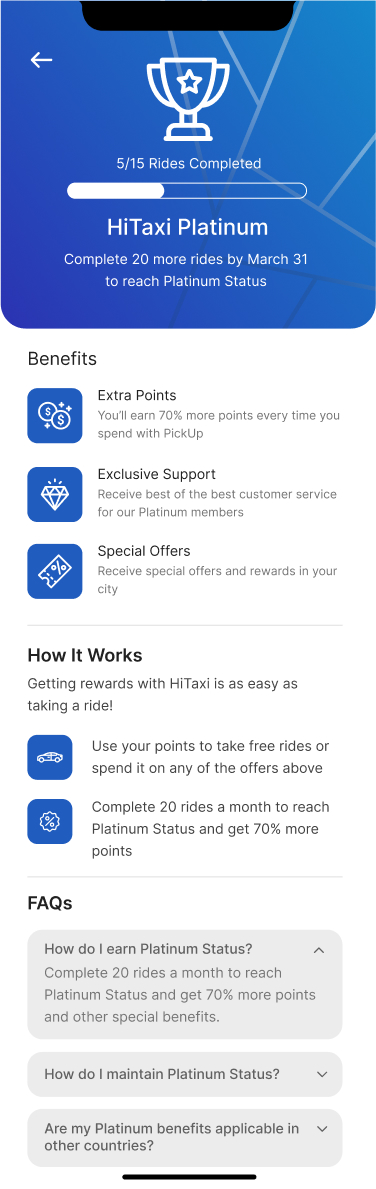 5/15 Rides Completed
HiTaxi Platinum
Complete 20 more rides by March 31
to reach Platinum Status
Benefits
Extra Points
You'll earn 70% more points every time you
spend with PickUp
Exclusive Support
Receive best of the best customer service
for our Platinum members
Special Offers
Receive special offers and rewards in your
city
How It Works
Getting rewards with HiTaxi is as easy as
taking a ride!
Use your points to take free rides or
spend it on any of the offers above
Complete 20 rides a month to reach
Platinum Status and get 70% more
points
FAQs
How do I earn Platinum Status?
Complete 20 rides a month to reach
Platinum Status and get 70% more points
and other special benefits.
How do I maintain Platinum Status?
Are my Platinum benefits applicable in
other countries?